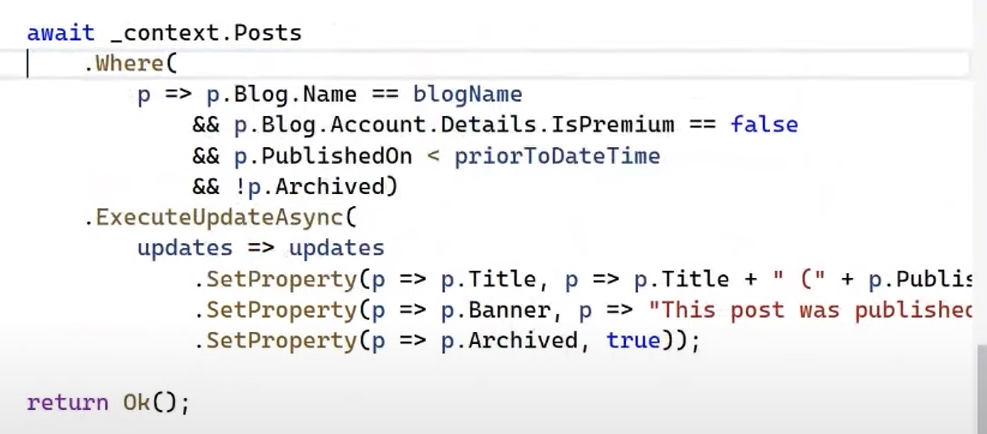 await _context.Posts
.Where(
p => p.Blog.Name == blogName
&& p.Blog.Account.Details.IsPremium == false
&& p.PublishedOn < priorToDateTime
&& !p.Archived)
.ExecuteUpdateAsync(
updates => updates
.SetProperty(p => p.Title, p => p.Title + " (" + p.Publis
.SetProperty(p => p.Banner, p => "This post was published
.SetProperty(p => p.Archived, true));
return Ok();